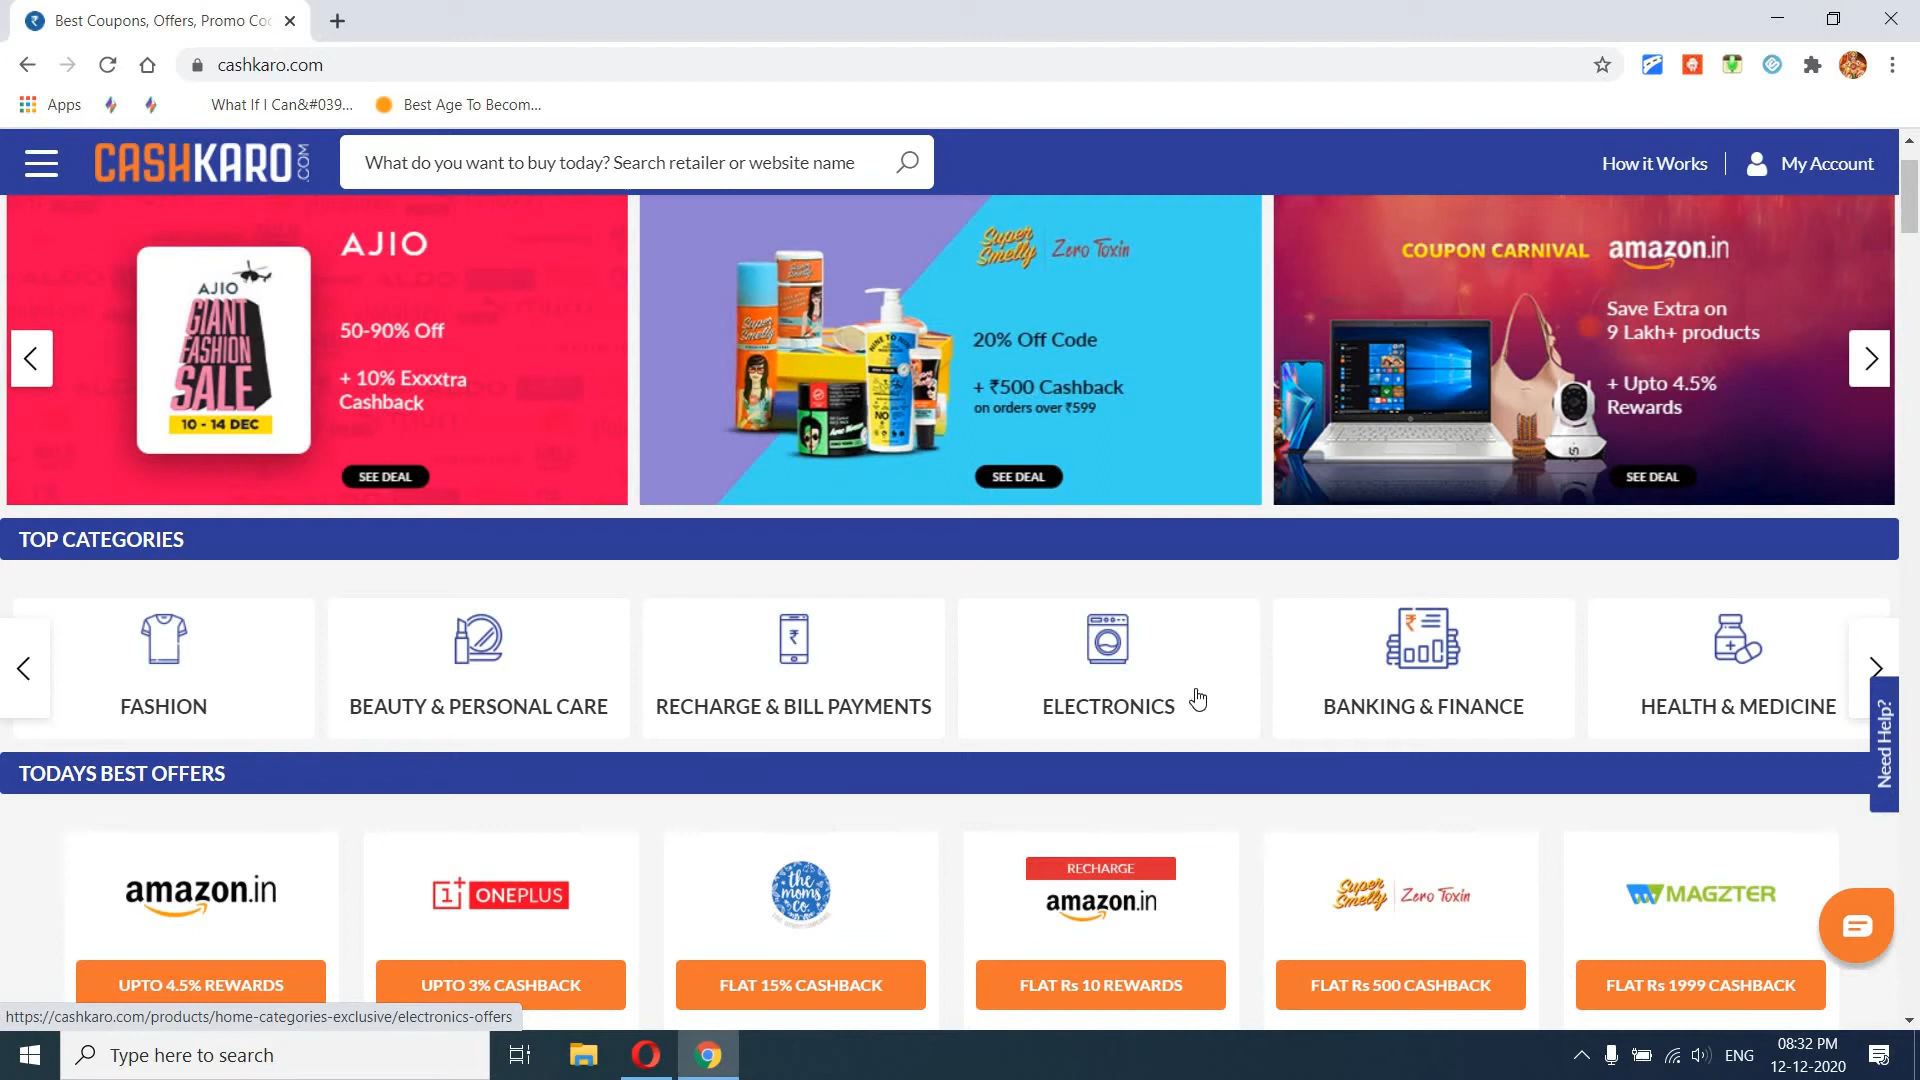 Best Coupons, Offers, Promo Co
cashkaro.com
Apps
What If I Can&#039...
Best Age To Becom...
CASHKARO.COM
What do you want to buy today? Search retailer or website name
How it Works
My Account
AJIO
AJIO
GIANT
FASHION
SALE
10 - 14 DEC
50-90% Off
+ 10% Exxxtra
Cashback
SEE DEAL
Super
Smelly
Zero Toxin
20% Off Code
+ ₹500 Cashback
on orders over ₹599
SEE DEAL
COUPON CARNIVAL
amazon.in
Save Extra on
9 Lakh+ products
+ Upto 4.5%
Rewards
SEE DEAL
TOP CATEGORIES
FASHION
BEAUTY & PERSONAL CARE
RECHARGE & BILL PAYMENTS
ELECTRONICS
BANKING & FINANCE
HEALTH & MEDICINE
Need Help?
TODAYS BEST OFFERS
amazon.in
1+ ONEPLUS
the
moms
co.
RECHARGE
amazon.in
Super
Smelly
Zero Toxin
MAGZTER
UPTO 4.5% REWARDS
UPTO 3% CASHBACK
FLAT 15% CASHBACK
FLAT Rs 10 REWARDS
FLAT Rs 500 CASHBACK
FLAT Rs 1999 CASHBACK
https://cashkaro.com/products/home-categories-exclusive/electronics-offers
Type here to search
ENG
08:32 PM
12-12-2020